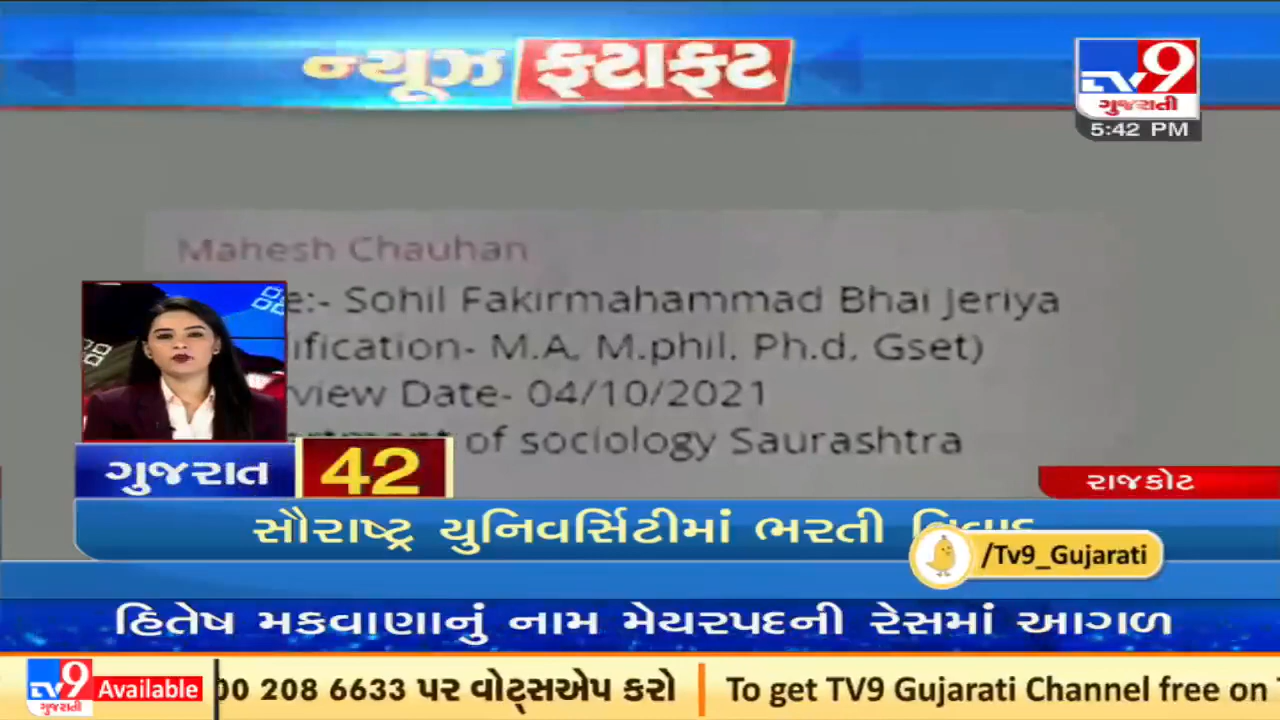 ન્યૂઝ ફટાફટ
TV9
ગુજરાતી
5:42 PM
Mahesh Chauhan
e:- Sohil Fakirmahammad Bhai Jeriya
ification- M.A, M.phil, Ph.d, Gset)
view Date- 04/10/2021
of sociology Saurashtra
ગુજરાત 42
રાજકોટ
સૌરાષ્ટ્ર યુનિવર્સિટીમાં ભરતી વિવાદ
/Tv9_Gujarati
હિતેષ મકવાણાનું નામ મેયરપદની રેસમાં આગળ
TV9 ગુજરાતી Available 00 208 6633 પર વોટ્સએપ કરો To get TV9 Gujarati Channel free on